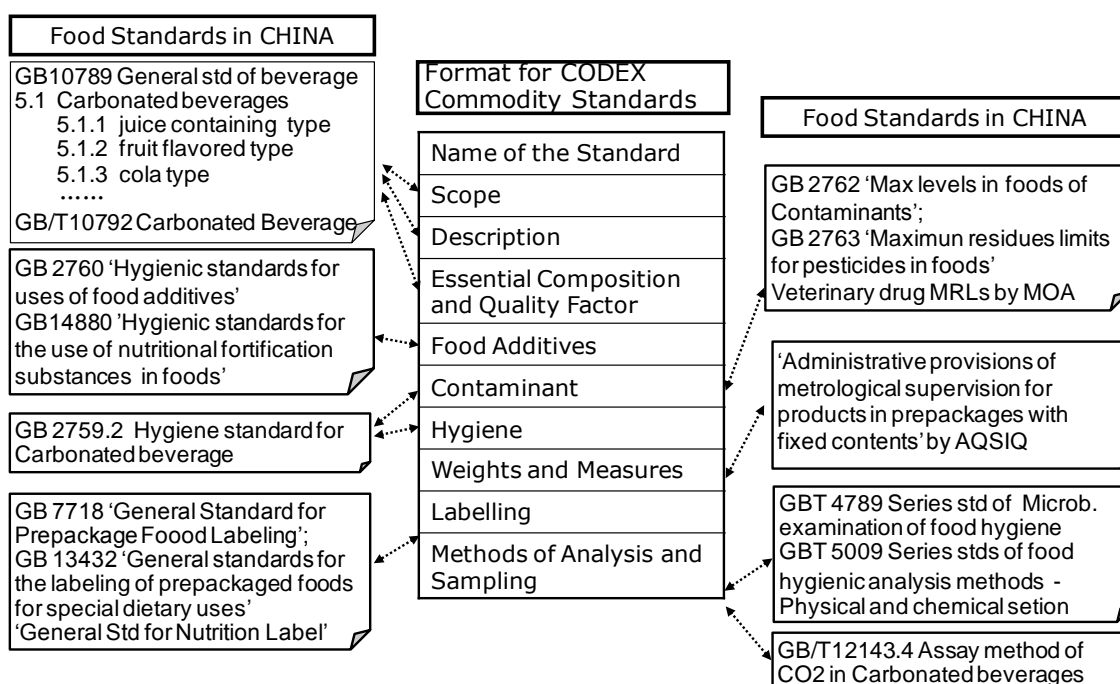 Food Standards in CHINA
GB10789 General std of beverage
5.1 Carbonated beverages
5.1.1 juice containing type
5.1.2 fruit flavored type
5.1.3 cola type
……
GB/T10792 Carbonated Beverage
GB 2760 ‘Hygienic standards for
uses of food additives’
GB14880 ’Hygienic standards for
the use of nutritional fortification
substances in foods’
GB 2759.2 Hygiene standard for
Carbonated beverage
GB 7718 ‘General Standard for
Prepackage Foood Labeling’;
GB 13432 ‘General standards for
the labeling of prepackaged foods
for special dietary uses’
‘General Std for Nutrition Label’
Format for CODEX
Commodity Standards
Name of the Standard
Scope
Description
Essential Composition
and Quality Factor
Food Additives
Contaminant
Hygiene
Weights and Measures
Labelling
Methods of Analysis and
Sampling
Food Standards in CHINA
GB 2762 ‘Max levels in foods of
Contaminants’;
GB 2763 ‘Maximun residues limits
for pesticides in foods’
Veterinary drug MRLs by MOA
‘Administrative provisions of
metrological supervision for
products in prepackages with
fixed contents’ by AQSIQ
GBT 4789 Series std of Microb.
examination of food hygiene
GBT 5009 Series stds of food
hygienic analysis methods -
Physical and chemical setion
GB/T12143.4 Assay method of
CO2 in Carbonated beverages